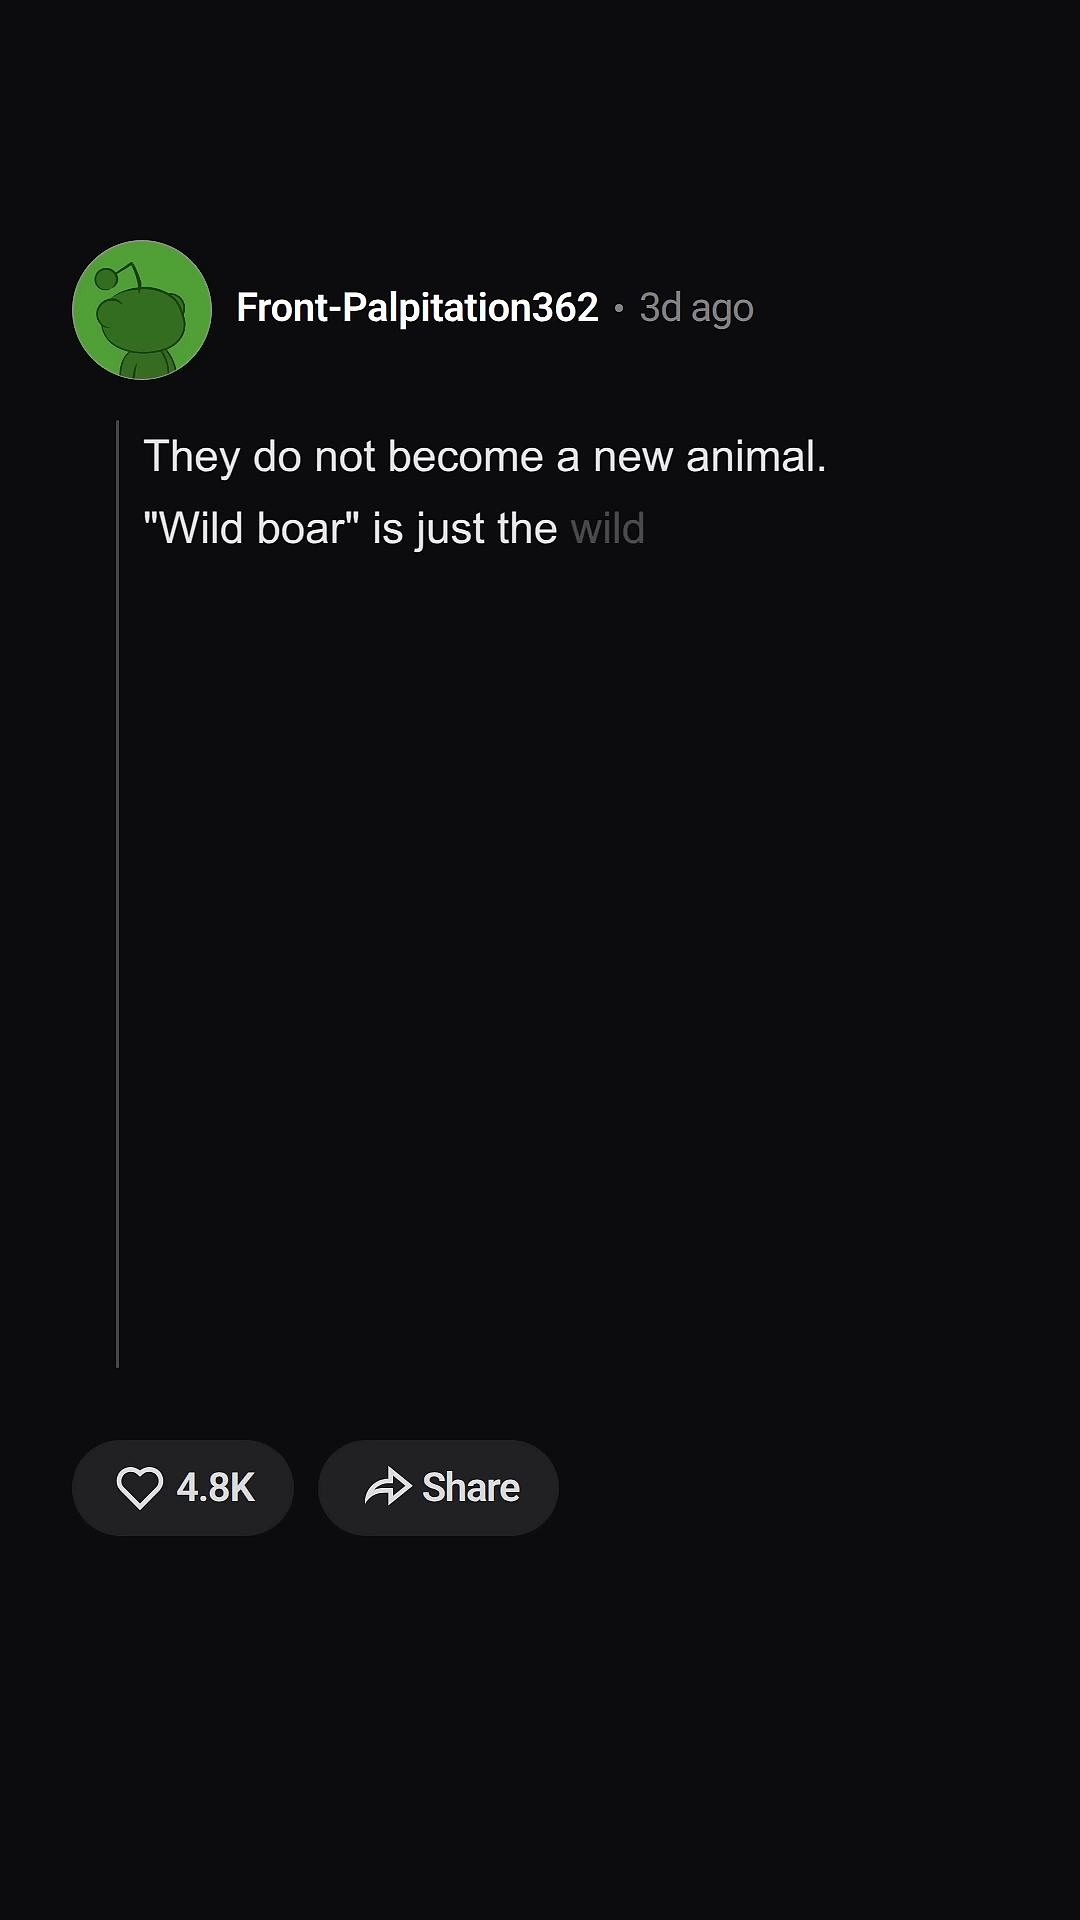 Front-Palpitation362 • 3d ago
They do not become a new animal.
"Wild boar" is just the wild
4.8K Share